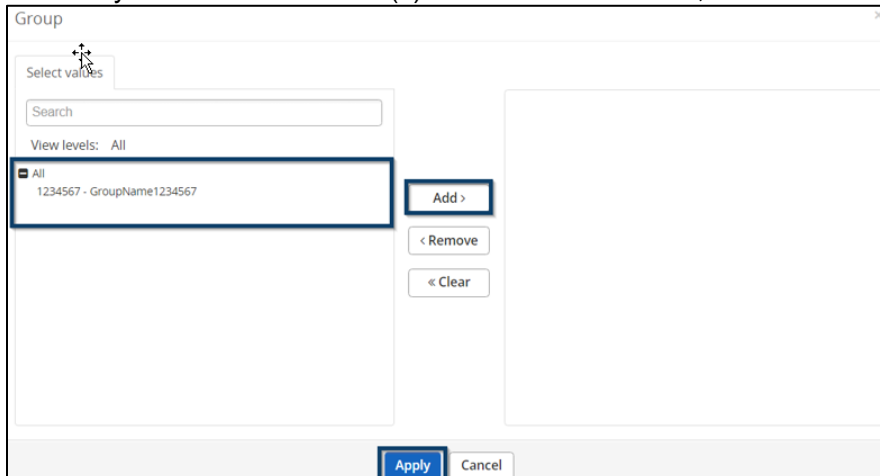 Group
Select values
Search
View levels: All
All
1234567 - GroupName1234567
Add >
< Remove
« Clear
Apply Cancel